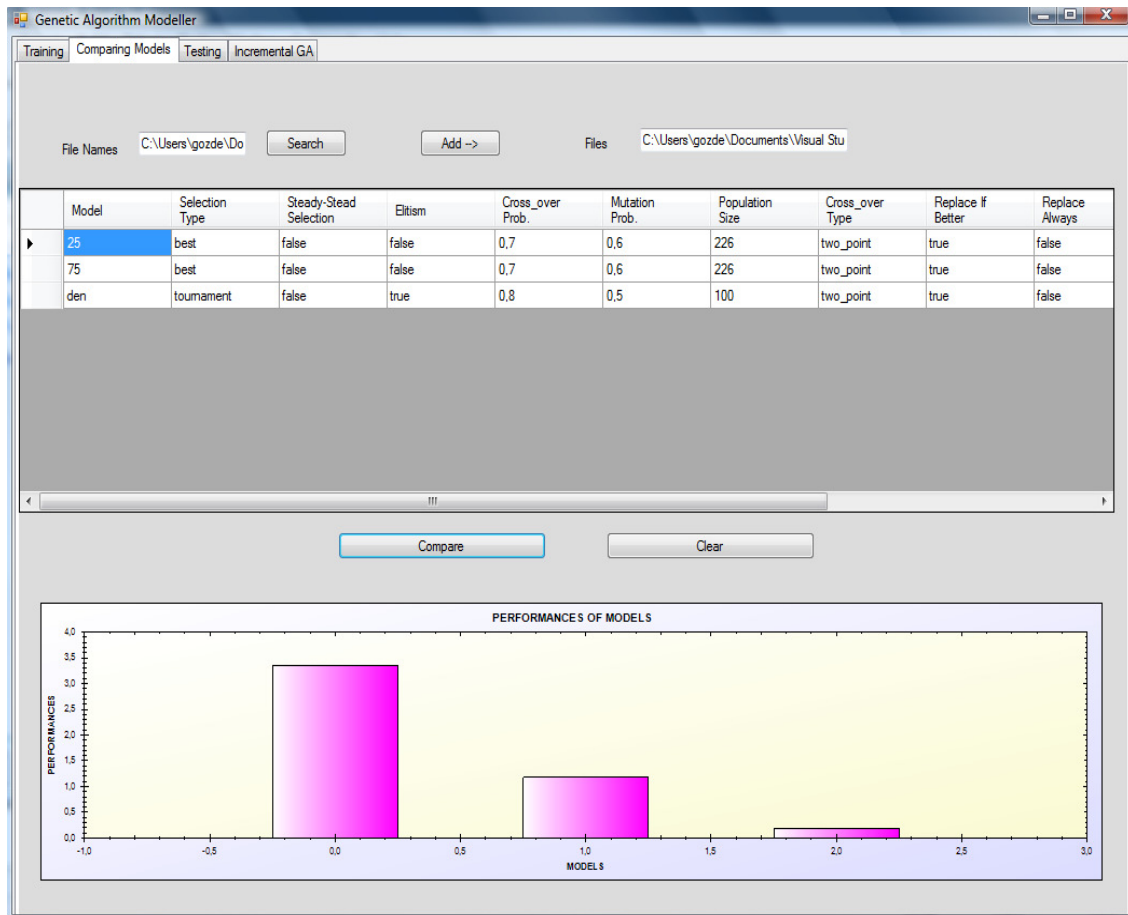 Genetic Algorithm Modeller
Training Comparing Models Testing Incremental GA
File Names C:\Users\gozde\Do Search Add --> Files C:\Users\gozde\Documents\Visual Stu
Model Selection Type Steady-Stead Selection Elitism Cross_over Prob. Mutation Prob. Population Size Cross_over Type Replace If Better Replace Always
25 best false false 0,7 0,6 226 two_point true false
75 best false false 0,7 0,6 226 two_point true false
den tournament false true 0,8 0,5 100 two_point true false
Compare Clear
PERFORMANCES OF MODELS
PERFORMANCES
4,0
3,5
3,0
2,5
2,0
1,5
1,0
0,5
0,0
-1,0 -0,5 0,0 0,5 1,0 1,5 2,0 2,5 3,0
MODELS